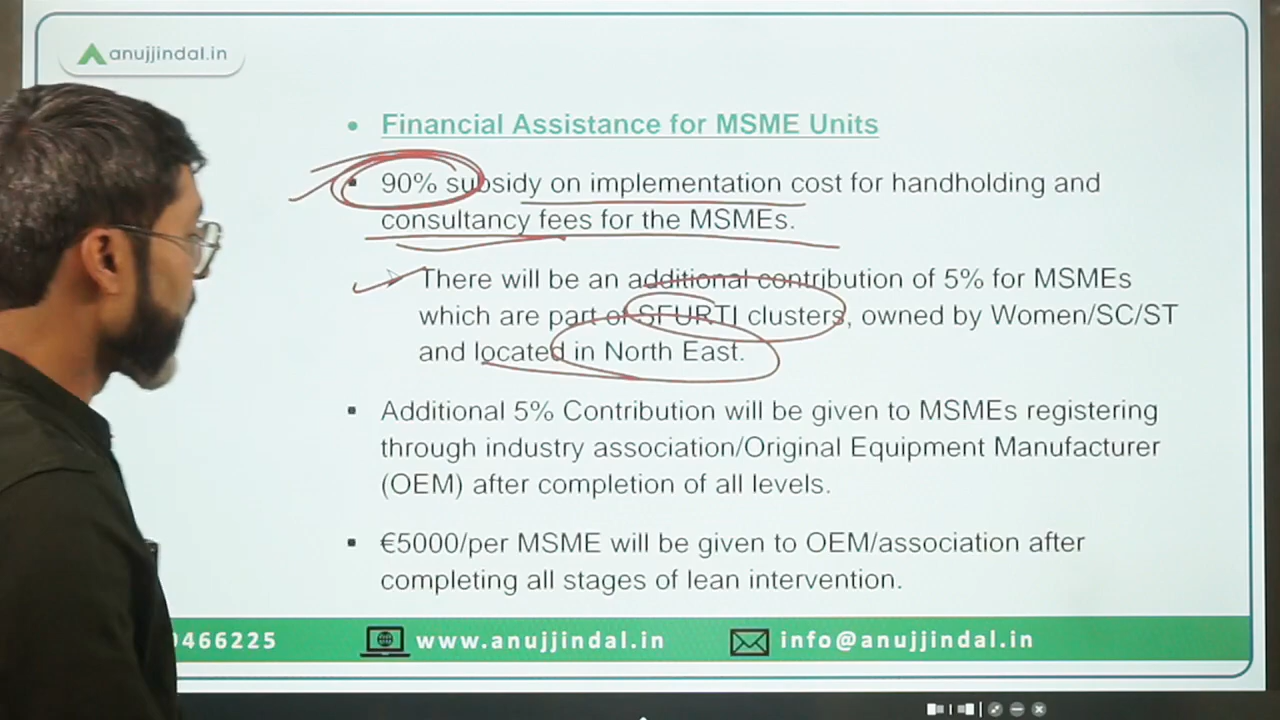 anujjindal.in
• Financial Assistance for MSME Units
▪ 90% subsidy on implementation cost for handholding and
consultancy fees for the MSMEs.
➢ There will be an additional contribution of 5% for MSMEs
which are part of SFURTI clusters, owned by Women/SC/ST
and located in North East.
▪ Additional 5% Contribution will be given to MSMEs registering
through industry association/Original Equipment Manufacturer
(OEM) after completion of all levels.
▪ €5000/per MSME will be given to OEM/association after
completing all stages of lean intervention.
466225 www.anujjindal.in info@anujjindal.in